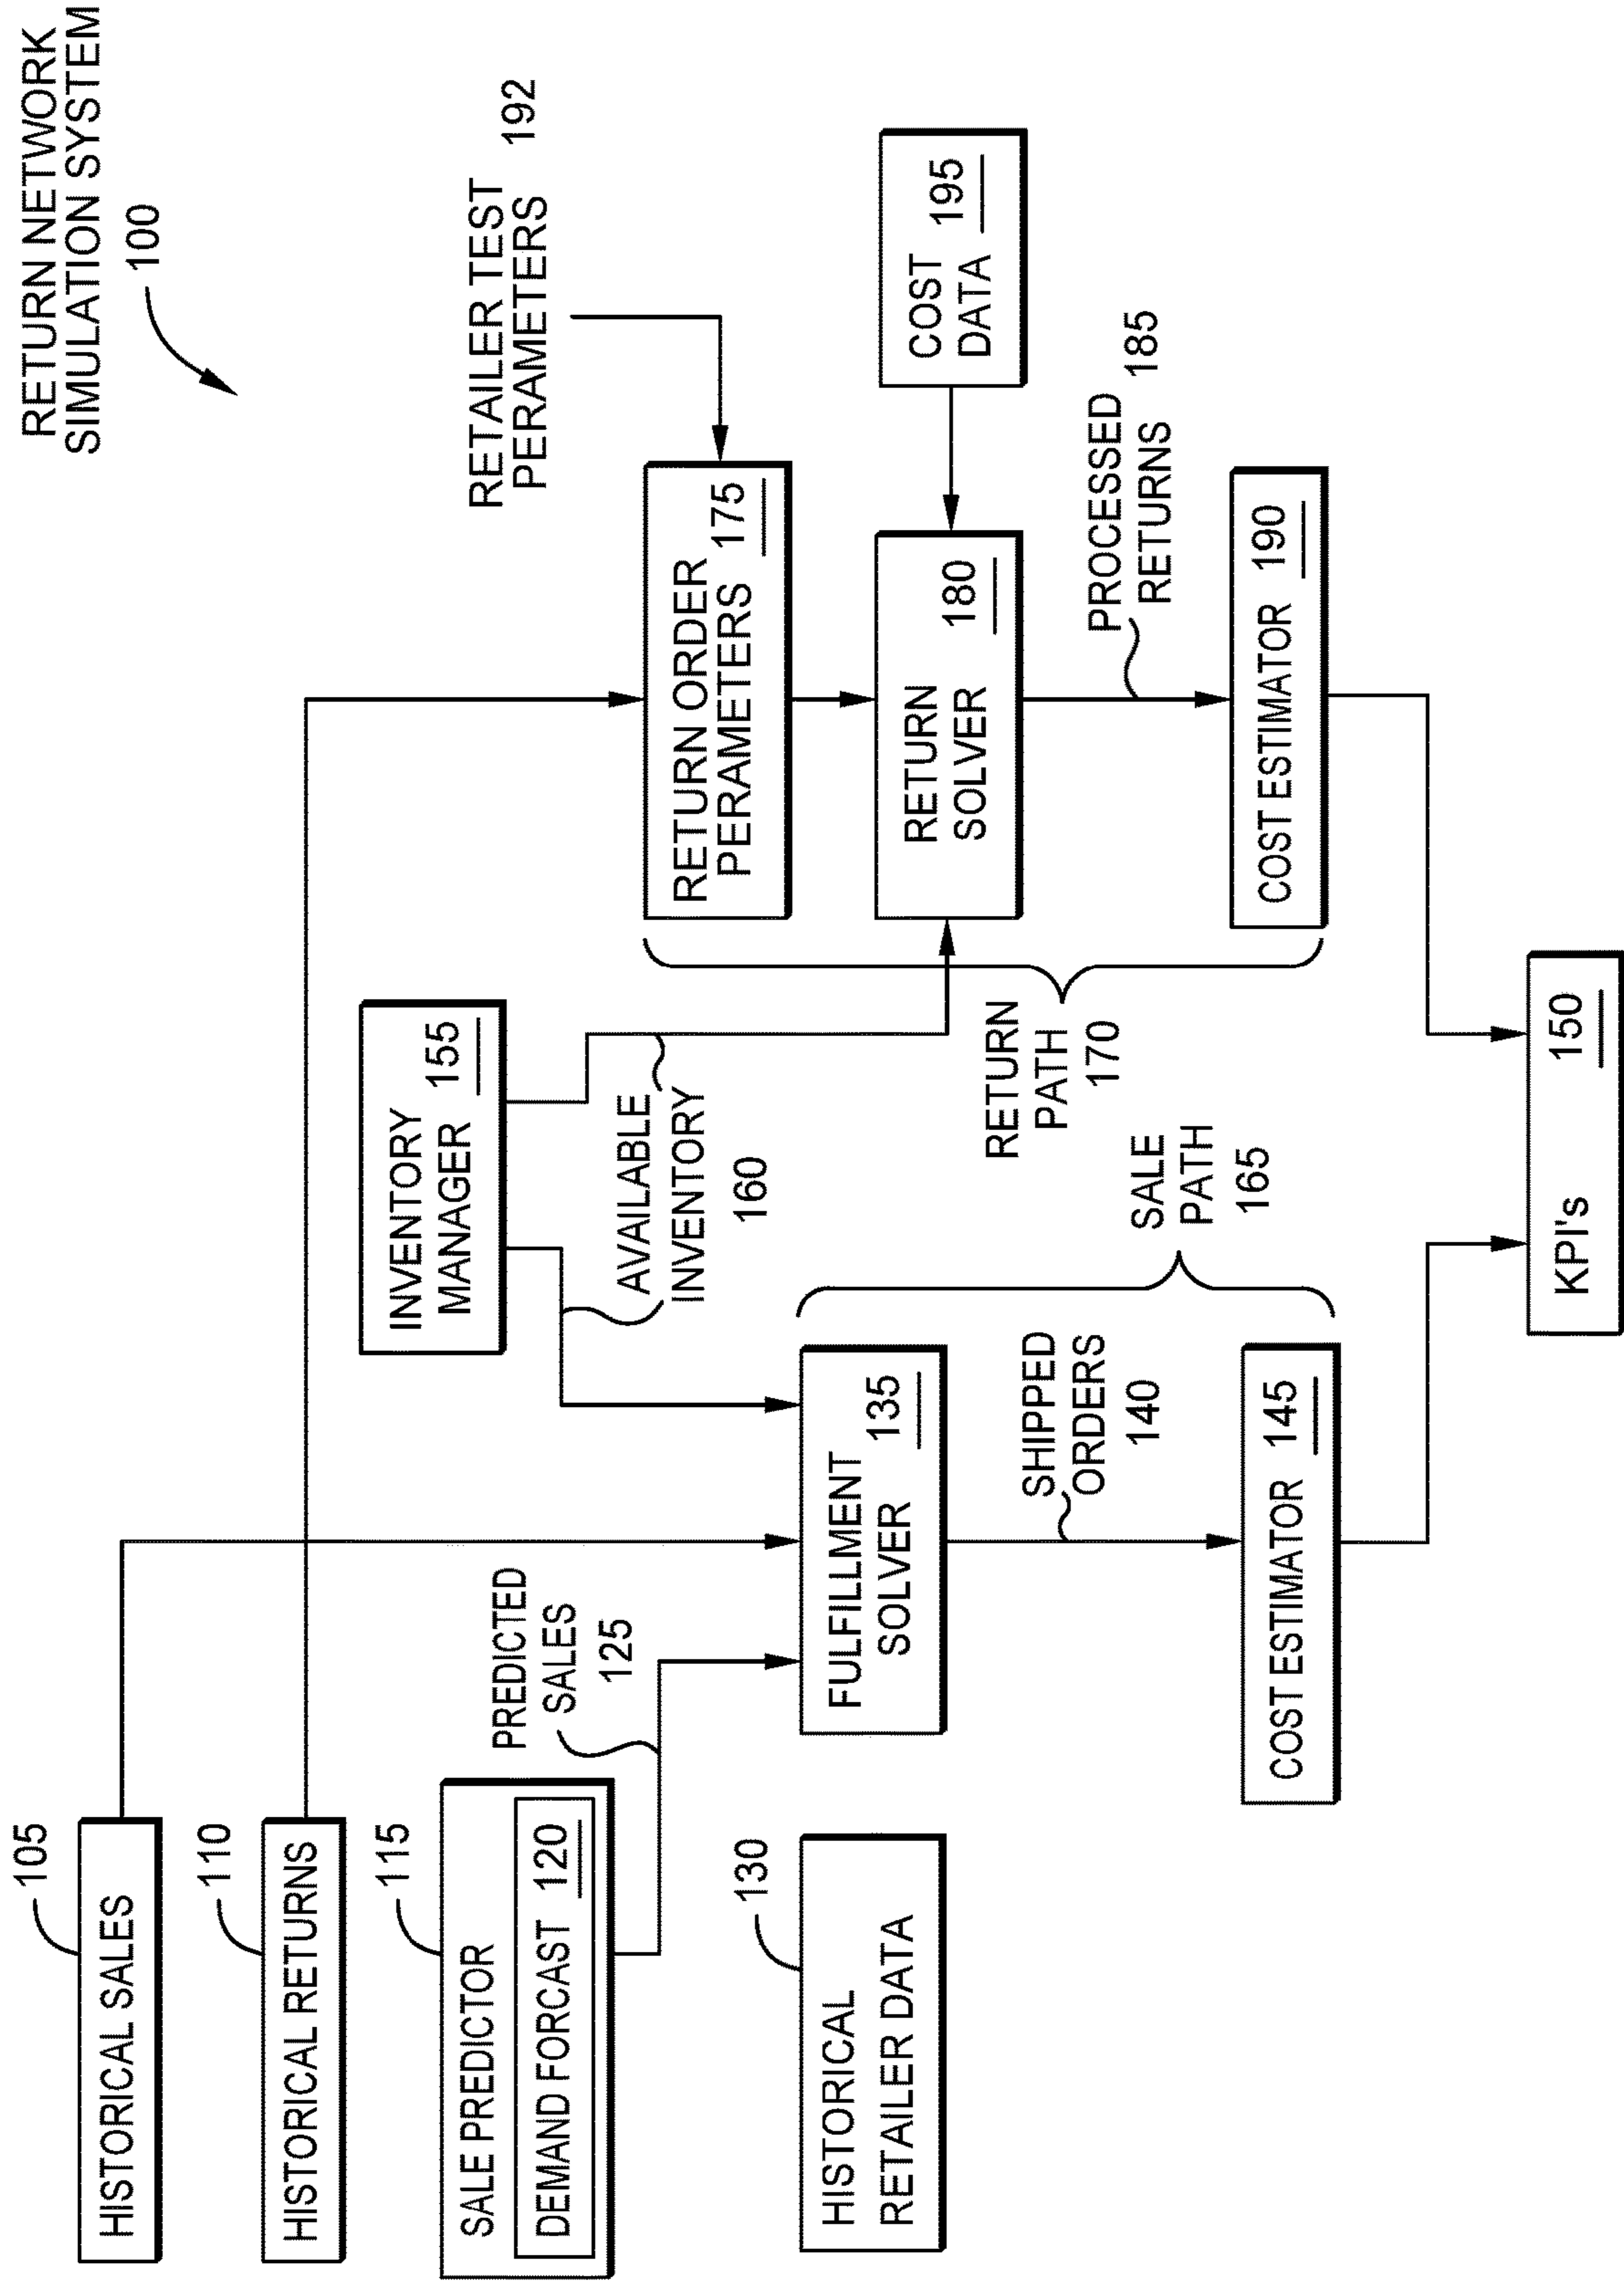 RETURN NETWORK
SIMULATION SYSTEM
100
105
HISTORICAL SALES
110
HISTORICAL RETURNS
115
SALE PREDICTOR
DEMAND FORCAST 120
PREDICTED
SALES
125
130
HISTORICAL
RETAILER DATA
INVENTORY
MANAGER 155
AVAILABLE
INVENTORY
160
RETAILER TEST
PERAMETERS 192
RETURN ORDER
PERAMETERS 175
COST
DATA 195
RETURN
SOLVER 180
PROCESSED
RETURNS 185
COST ESTIMATOR 190
RETURN
PATH
170
FULFILLMENT
SOLVER 135
SHIPPED
ORDERS
140
SALE
PATH
165
COST ESTIMATOR 145
KPI's 150